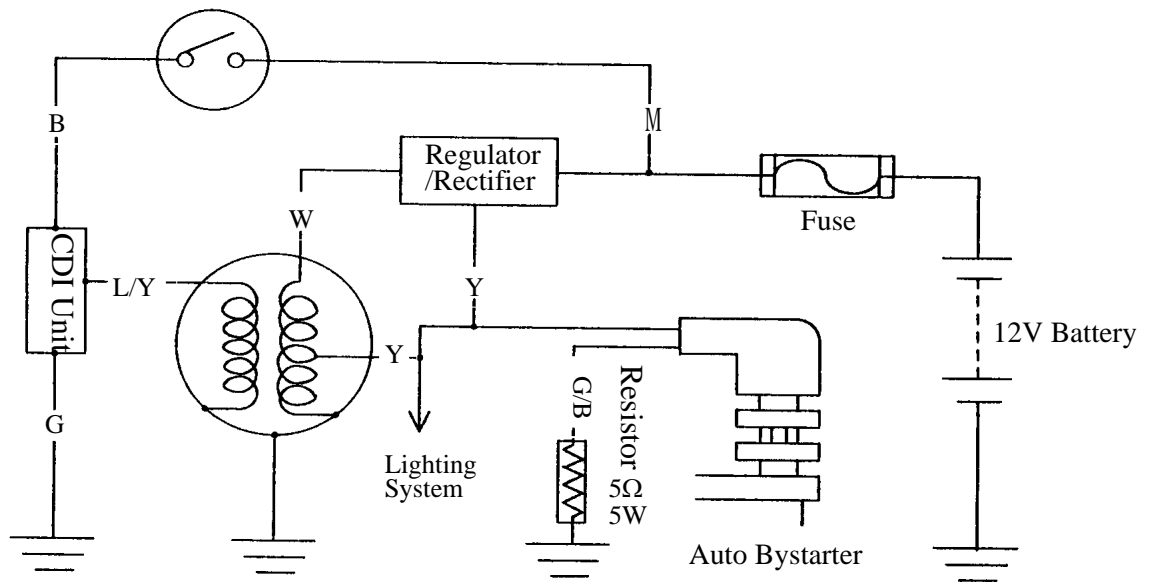 B
M
Regulator
/Rectifier
Fuse
W
CDI Unit
L/Y
Y
12V Battery
Y
G
G/B
Resistor
5Ω
5W
Lighting
System
Auto Bystarter